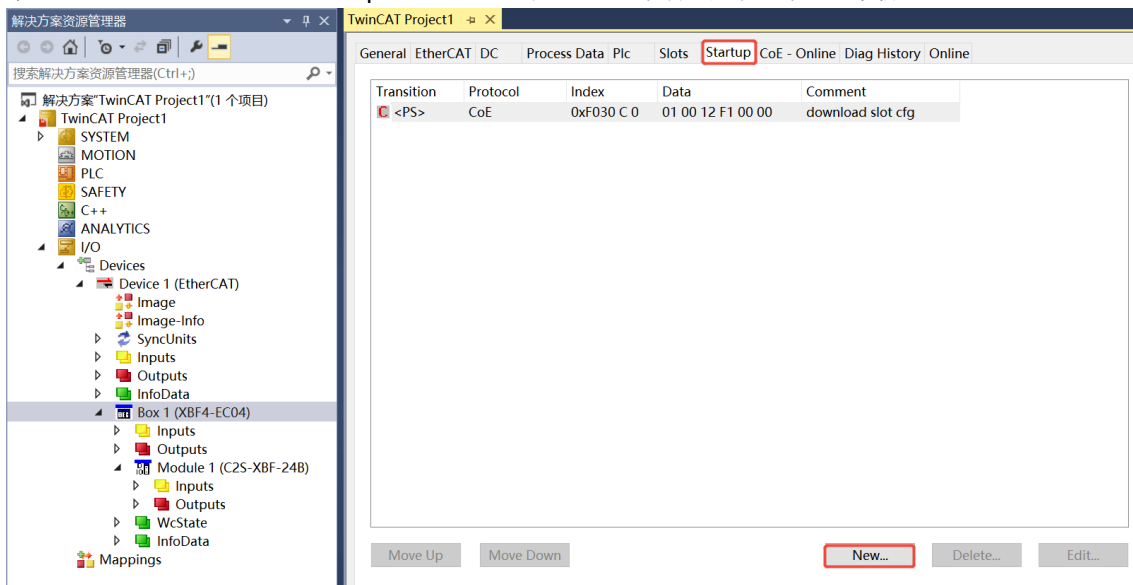 解决方案资源管理器
搜索解决方案资源管理器(Ctrl+;)
解决方案"TwinCAT Project1"(1 个项目)
TwinCAT Project1
SYSTEM
MOTION
PLC
SAFETY
C++
ANALYTICS
I/O
Devices
Device 1 (EtherCAT)
Image
Image-Info
SyncUnits
Inputs
Outputs
InfoData
Box 1 (XBF4-EC04)
Inputs
Outputs
Module 1 (C2S-XBF-24B)
Inputs
Outputs
WcState
InfoData
Mappings
TwinCAT Project1
General EtherCAT DC Process Data Plc Slots Startup CoE - Online Diag History Online
Transition Protocol Index Data Comment
C <PS> CoE 0xF030 C 0 01 00 12 F1 00 00 download slot cfg
Move Up Move Down New... Delete... Edit...